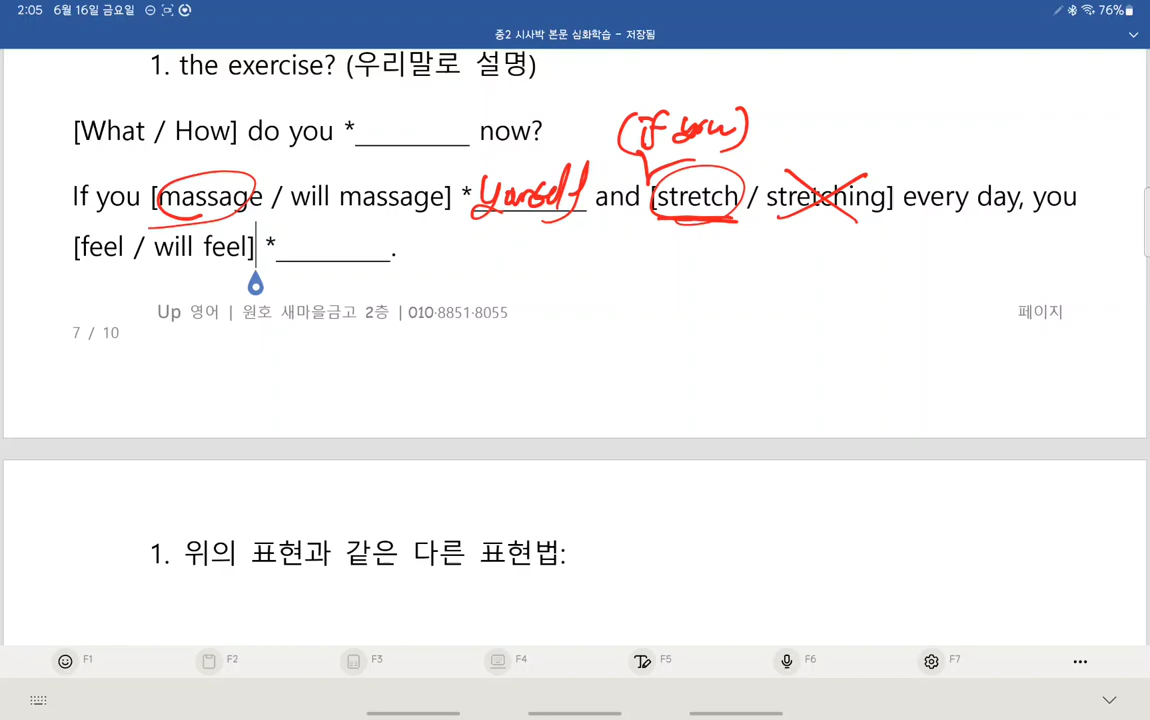 2:05 6월 16일 금요일 76%
중2 시사박 본문 심화학습 – 저장됨
1. the exercise? (우리말로 설명)
[What / How] do you *________ now?
(if you)
If you [massage / will massage] * yourself and [stretch / stretching] every day, you
[feel / will feel] *________.
Up 영어 | 원호 새마을금고 2층 | 010·8851·8055 페이지
7 / 10
1. 위의 표현과 같은 다른 표현법:
F1 F2 F3 F4 F5 F6 F7